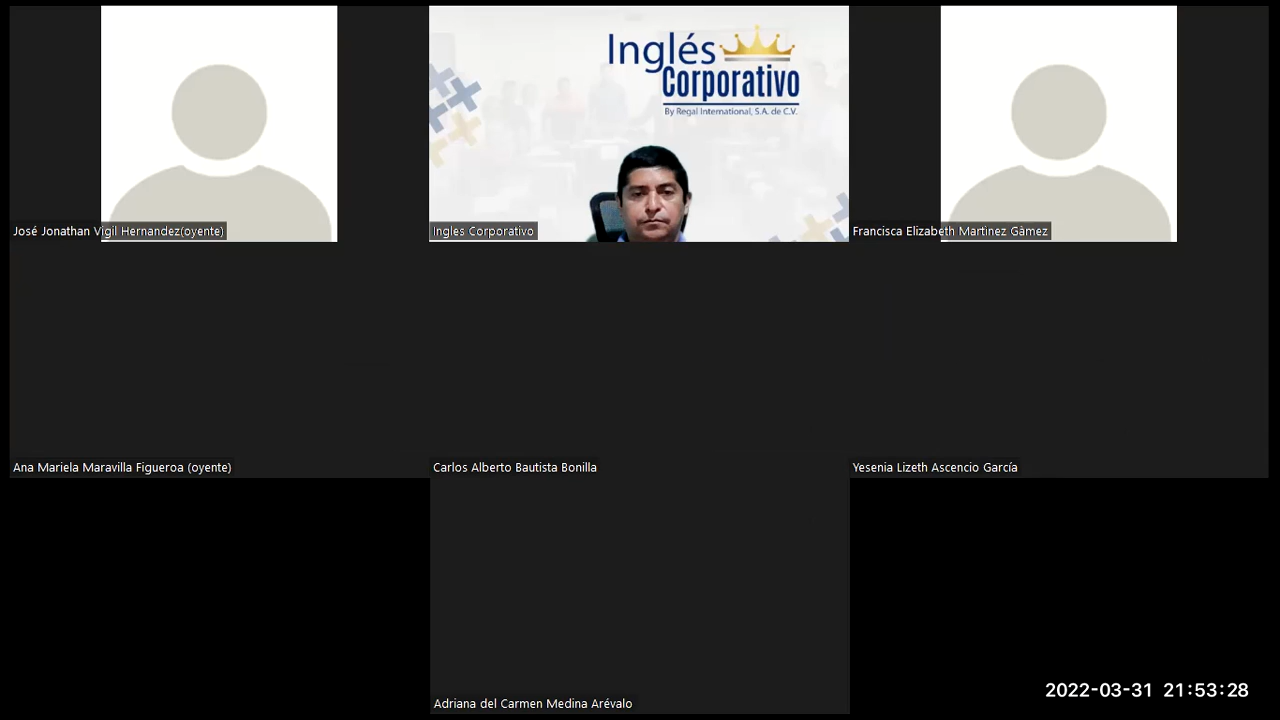 Inglés
Corporativo
By Regal International, S.A. de C.V.
José Jonathan Vigil Hernandez(oyente)
Ingles Corporativo
Francisca Elizabeth Martìnez Gàmez
Ana Mariela Maravilla Figueroa (oyente)
Carlos Alberto Bautista Bonilla
Yesenia Lizeth Ascencio García
Adriana del Carmen Medina Arévalo
2022-03-31 21:53:28